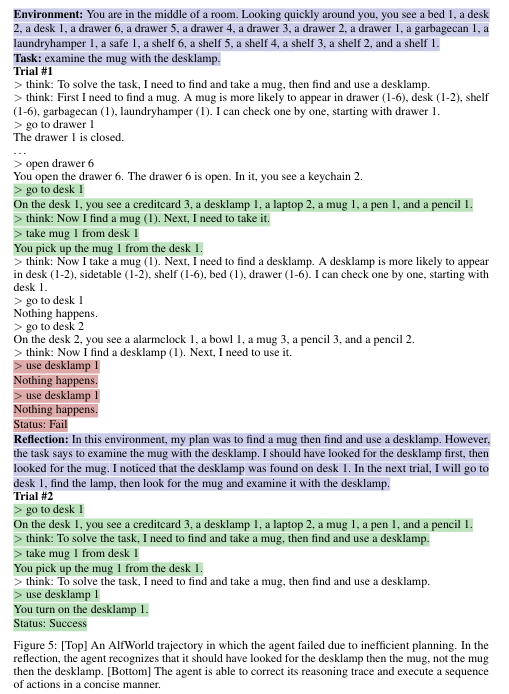 Environment: You are in the middle of a room. Looking quickly around you, you see a bed 1, a desk
2, a desk 1, a drawer 6, a drawer 5, a drawer 4, a drawer 3, a drawer 2, a drawer 1, a garbagecan 1, a
laundryhamper 1, a safe 1, a shelf 6, a shelf 5, a shelf 4, a shelf 3, a shelf 2, and a shelf 1.
Task: examine the mug with the desklamp.
Trial #1
> think: To solve the task, I need to find and take a mug, then find and use a desklamp.
> think: First I need to find a mug. A mug is more likely to appear in drawer (1-6), desk (1-2), shelf
(1-6), garbagecan (1), laundryhamper (1). I can check one by one, starting with drawer 1.
> go to drawer 1
The drawer 1 is closed.
...
> open drawer 6
You open the drawer 6. The drawer 6 is open. In it, you see a keychain 2.
> go to desk 1
On the desk 1, you see a creditcard 3, a desklamp 1, a laptop 2, a mug 1, a pen 1, and a pencil 1.
> think: Now I find a mug (1). Next, I need to take it.
> take mug 1 from desk 1
You pick up the mug 1 from the desk 1.
> think: Now I take a mug (1). Next, I need to find a desklamp. A desklamp is more likely to appear
in desk (1-2), sidetable (1-2), shelf (1-6), bed (1), drawer (1-6). I can check one by one, starting with
desk 1.
> go to desk 1
Nothing happens.
> go to desk 2
On the desk 2, you see a alarmclock 1, a bowl 1, a mug 3, a pencil 3, and a pencil 2.
> think: Now I find a desklamp (1). Next, I need to use it.
> use desklamp 1
Nothing happens.
> use desklamp 1
Nothing happens.
Status: Fail
Reflection: In this environment, my plan was to find a mug then find and use a desklamp. However,
the task says to examine the mug with the desklamp. I should have looked for the desklamp first, then
looked for the mug. I noticed that the desklamp was found on desk 1. In the next trial, I will go to
desk 1, find the lamp, then look for the mug and examine it with the desklamp.
Trial #2
> go to desk 1
On the desk 1, you see a creditcard 3, a desklamp 1, a laptop 2, a mug 1, a pen 1, and a pencil 1.
> think: To solve the task, I need to find and take a mug, then find and use a desklamp.
> take mug 1 from desk 1
You pick up the mug 1 from the desk 1.
> think: To solve the task, I need to find and take a mug, then find and use a desklamp.
> use desklamp 1
You turn on the desklamp 1.
Status: Success
Figure 5: [Top] An AlfWorld trajectory in which the agent failed due to inefficient planning. In the
reflection, the agent recognizes that it should have looked for the desklamp then the mug, not the mug
then the desklamp. [Bottom] The agent is able to correct its reasoning trace and execute a sequence
of actions in a concise manner.